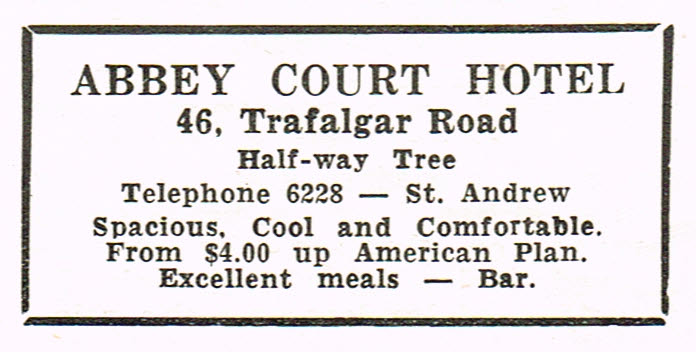 ABBEY COURT HOTEL
46, Trafalgar Road
Half-way Tree
Telephone 6228 — St. Andrew
Spacious, Cool and Comfortable.
From $4.00 up American Plan.
Excellent meals — Bar.